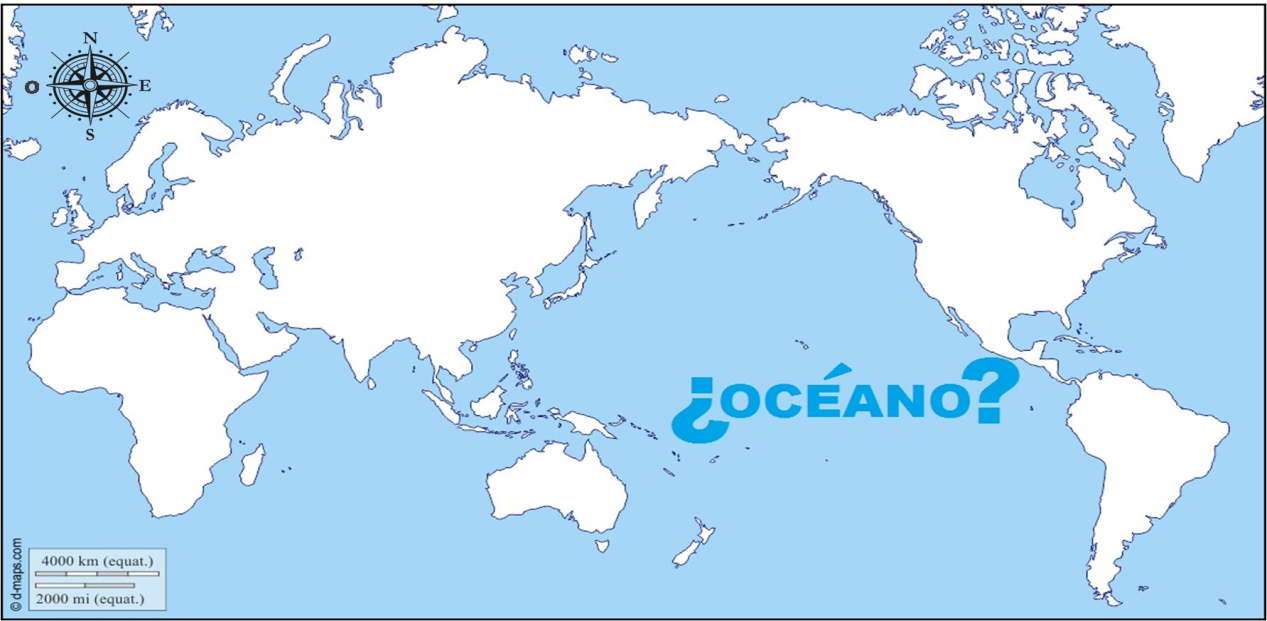 N
O E
S
¿OCÉANO?
© d-maps.com
4000 km (equat.)
2000 mi (equat.)